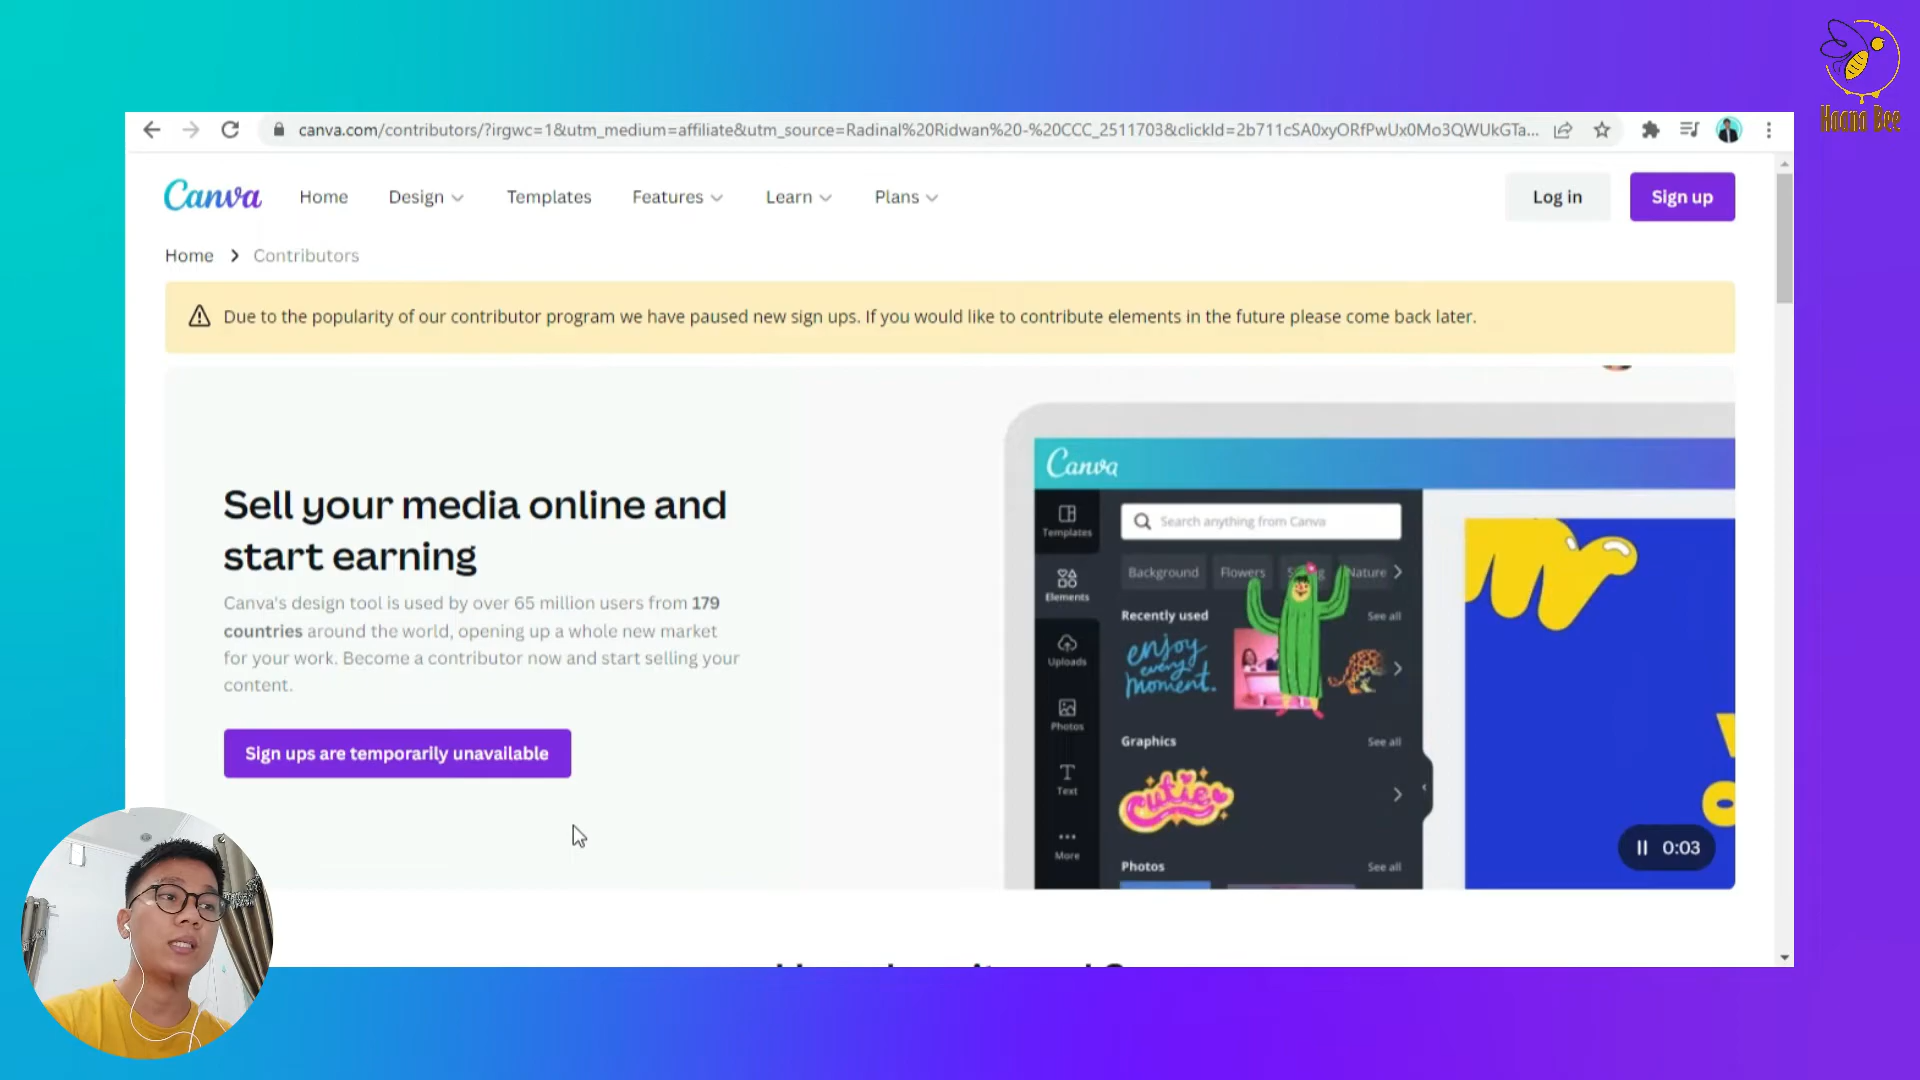 Hacna Bee
canva.com/contributors/?irgwc=1&utm_medium=affiliate&utm_source=Radinal%20Ridwan%20-%20CCC_2511703&clickId=2b711cSA0xyORfPwUx0Mo3QWUkGTa...
Canva
Home
Design
Templates
Features
Learn
Plans
Log in
Sign up
Home > Contributors
Due to the popularity of our contributor program we have paused new sign ups. If you would like to contribute elements in the future please come back later.
Sell your media online and
start earning
Canva's design tool is used by over 65 million users from 179
countries around the world, opening up a whole new market
for your work. Become a contributor now and start selling your
content.
Sign ups are temporarily unavailable
Canva
Templates
Elements
Uploads
Photos
Text
More
Search anything from Canva
Background
Flowers
Nature
Recently used
See all
enjoy
every
moment.
Graphics
See all
cutie
Photos
See all
0:03